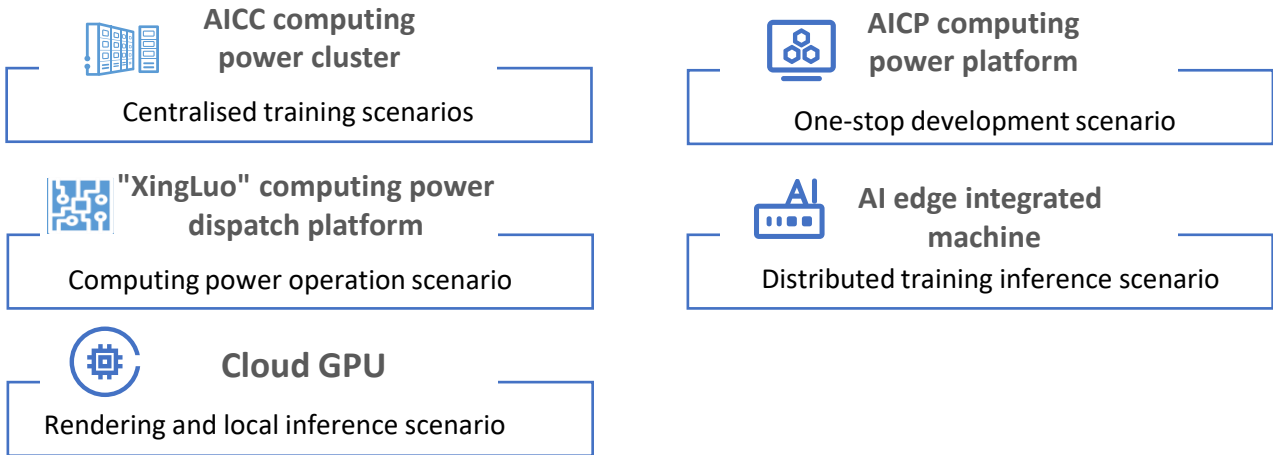 AICC computing
power cluster
Centralised training scenarios
AICP computing
power platform
One-stop development scenario
"XingLuo" computing power
dispatch platform
Computing power operation scenario
AI edge integrated
machine
Distributed training inference scenario
Cloud GPU
Rendering and local inference scenario
AI